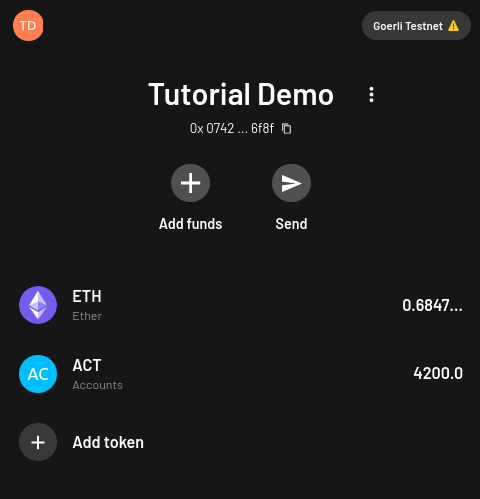 TD
Goerli Testnet ⚠️
Tutorial Demo
0x 0742 ... 6f8f
Add funds
Send
ETH
0.6847...
Ether
AC
ACT
4200.0
Accounts
Add token